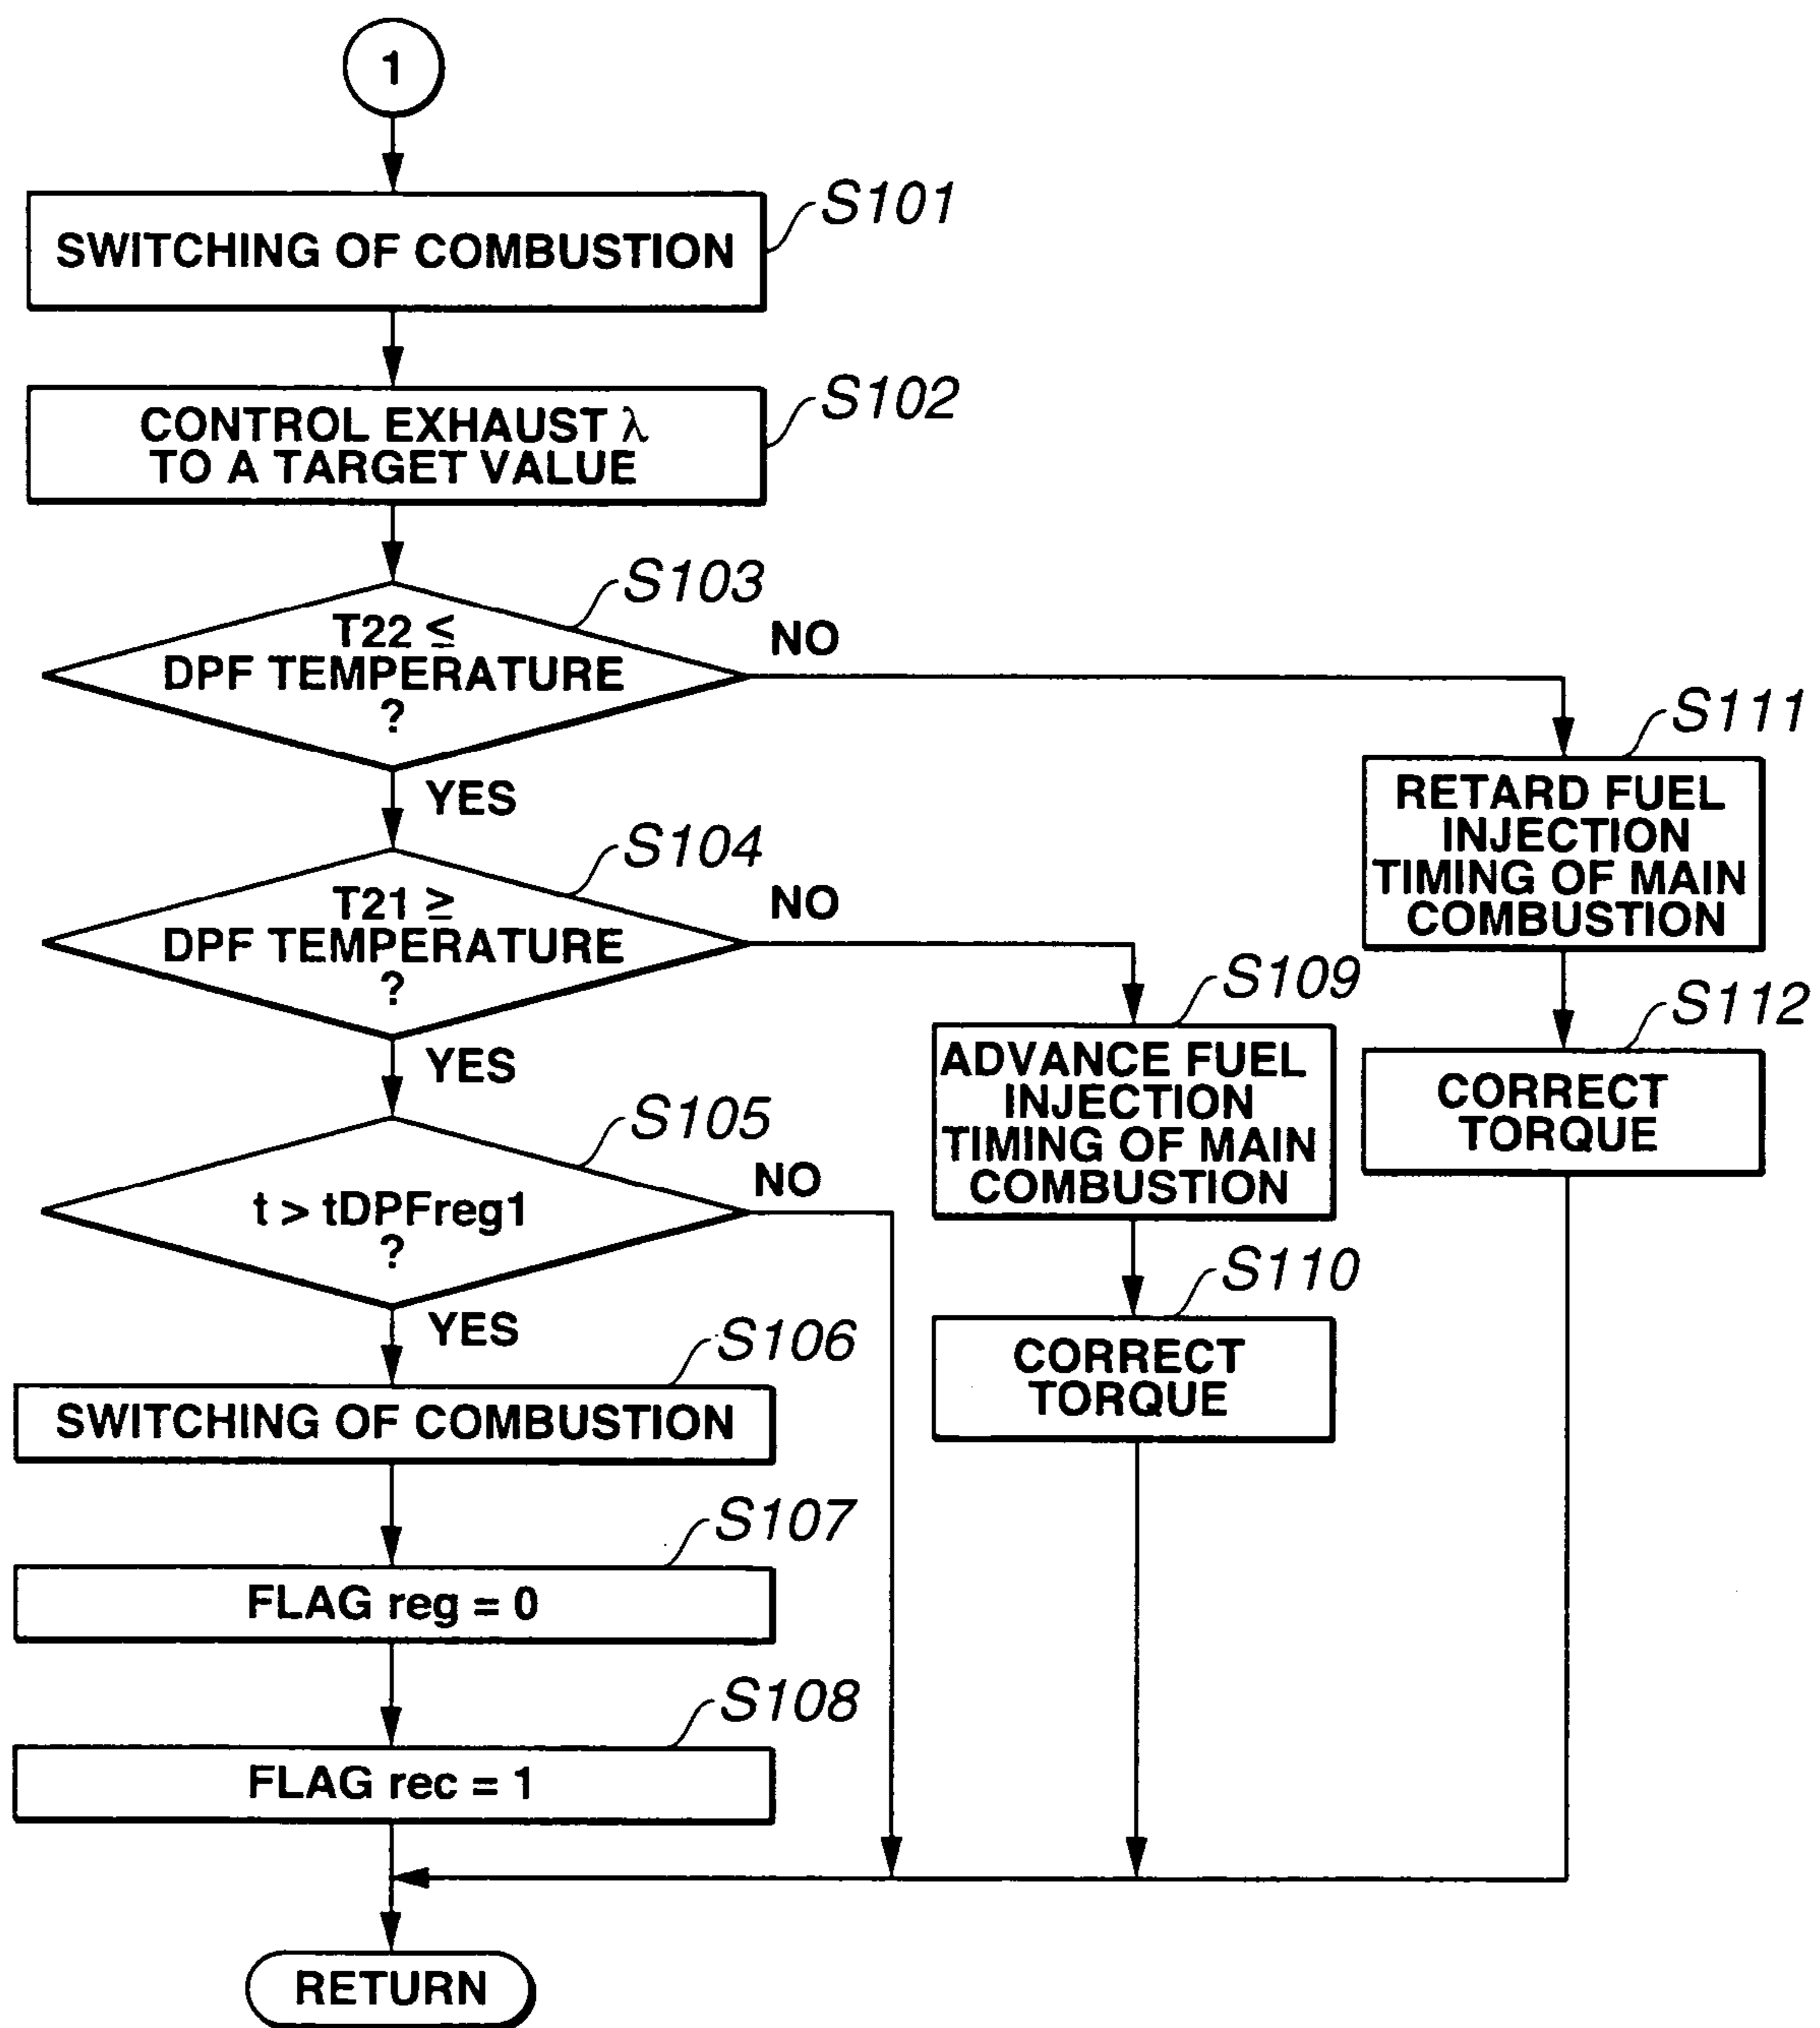 1
S101
SWITCHING OF COMBUSTION
S102
CONTROL EXHAUST λ
TO A TARGET VALUE
S103
T22 ≤
DPF TEMPERATURE
?
NO
YES
S111
RETARD FUEL
INJECTION
TIMING OF MAIN
COMBUSTION
S104
T21 ≥
DPF TEMPERATURE
?
NO
YES
S109
ADVANCE FUEL
INJECTION
TIMING OF MAIN
COMBUSTION
S112
CORRECT
TORQUE
S105
t > tDPFreg1
?
NO
YES
S110
CORRECT
TORQUE
S106
SWITCHING OF COMBUSTION
S107
FLAG reg = 0
S108
FLAG rec = 1
RETURN